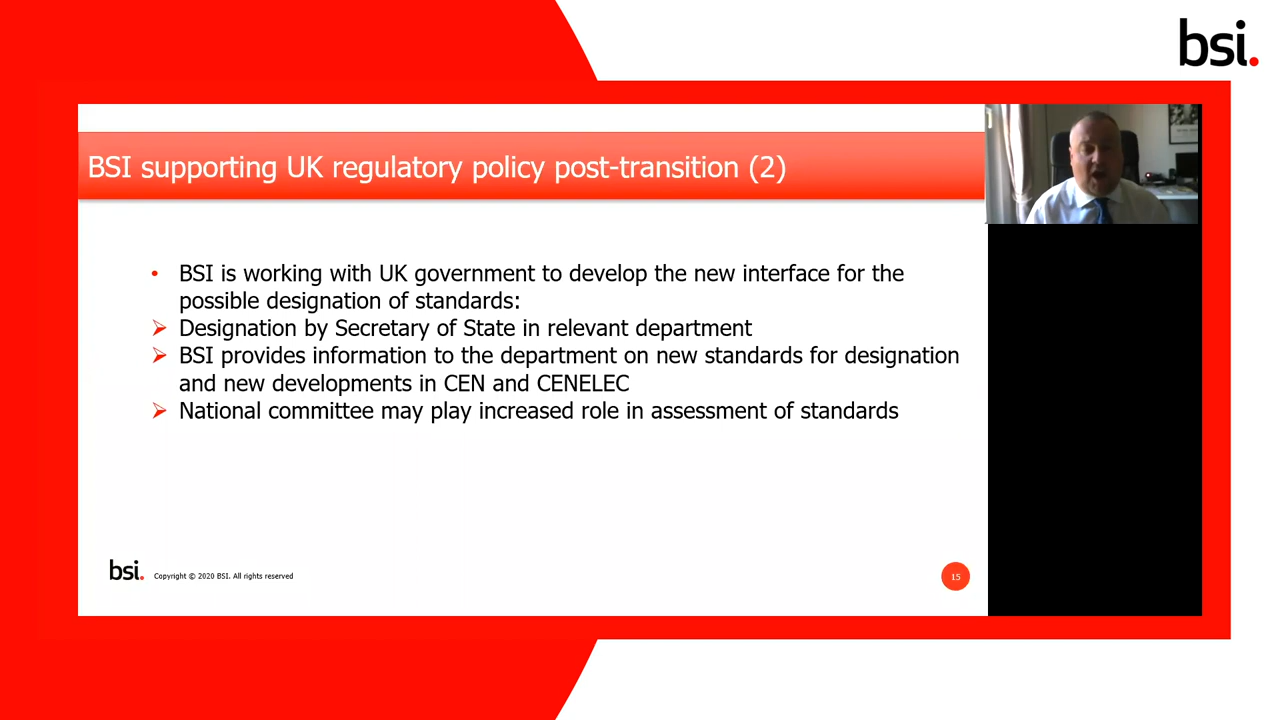 bsi.
BSI supporting UK regulatory policy post-transition (2)
• BSI is working with UK government to develop the new interface for the
possible designation of standards:
➢ Designation by Secretary of State in relevant department
➢ BSI provides information to the department on new standards for designation
and new developments in CEN and CENELEC
➢ National committee may play increased role in assessment of standards
bsi. Copyright © 2020 BSI. All rights reserved
15